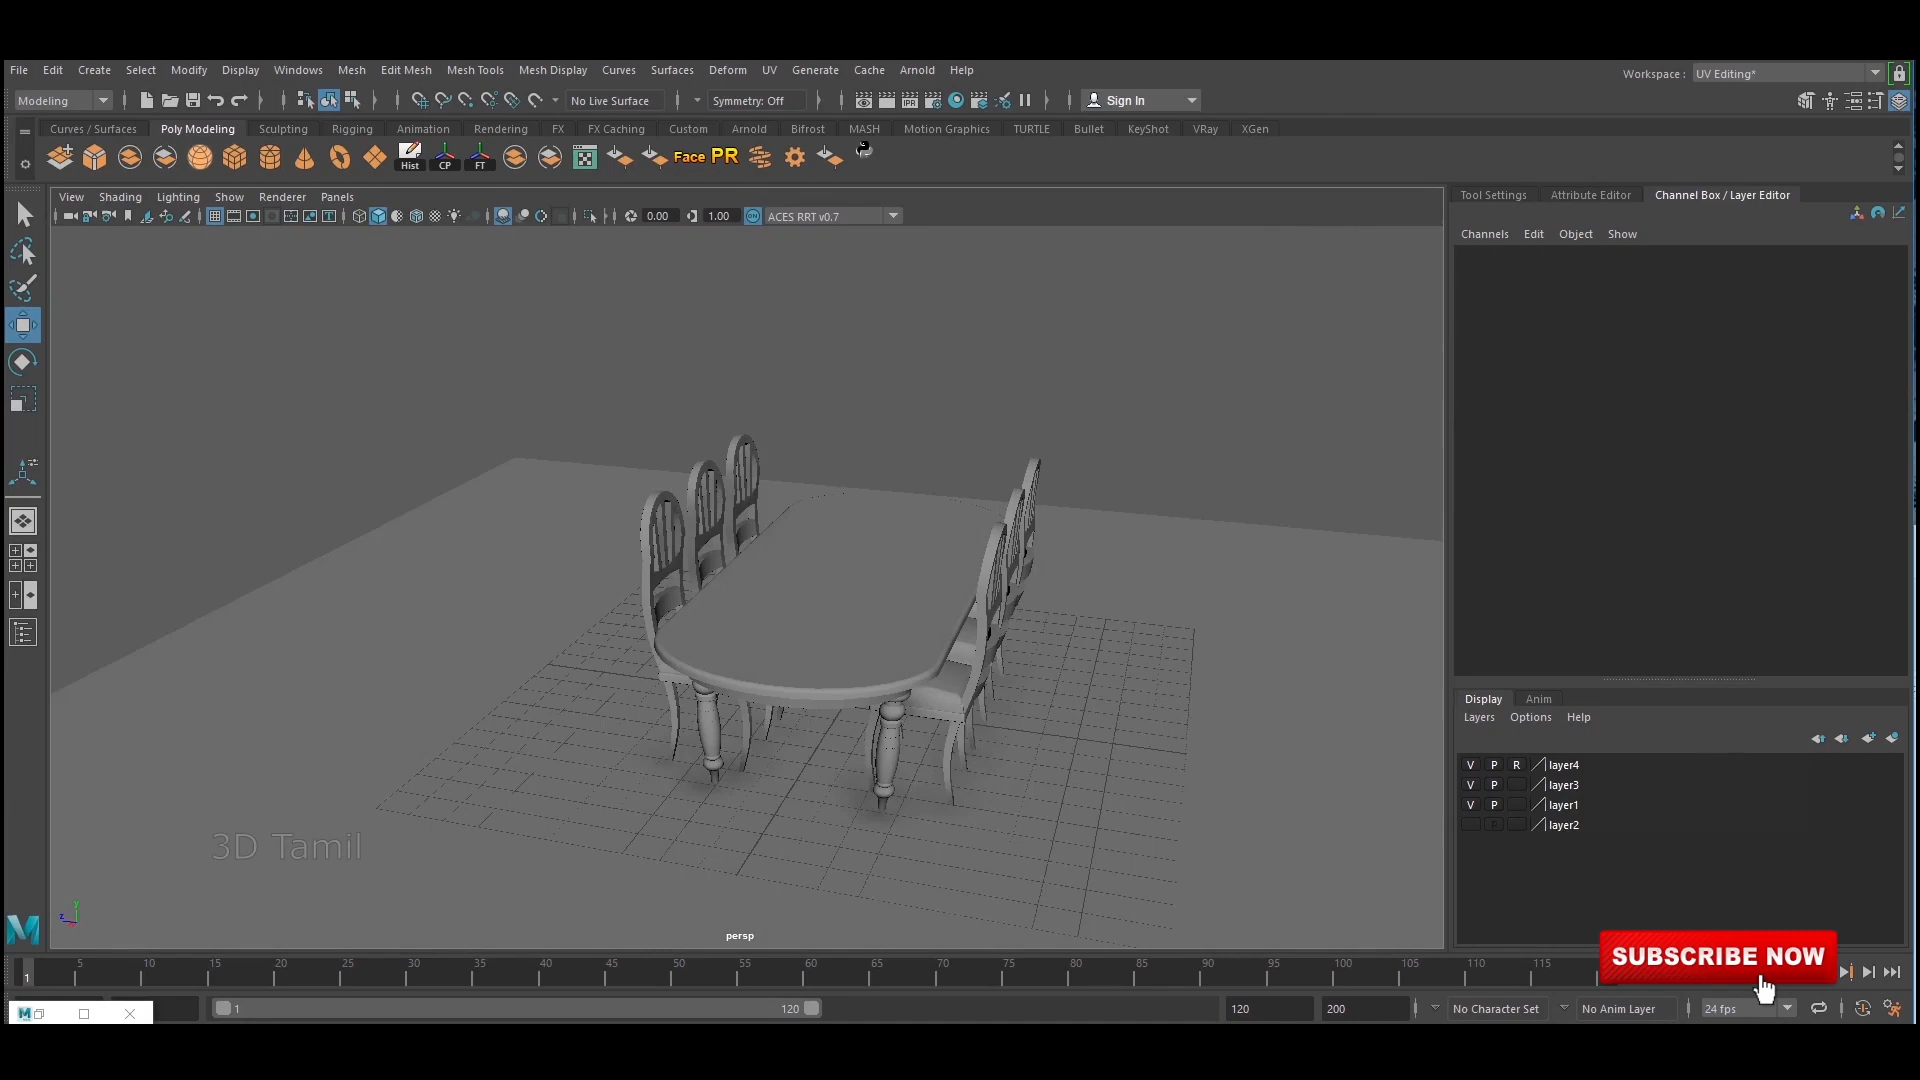 File Edit Create Select Modify Display Windows Mesh Edit Mesh Mesh Tools Mesh Display Curves Surfaces Deform UV Generate Cache Arnold Help
Workspace : UV Editing*
Modeling No Live Surface Symmetry: Off IPR Sign In
Curves / Surfaces Poly Modeling Sculpting Rigging Animation Rendering FX FX Caching Custom Arnold Bifrost MASH Motion Graphics TURTLE Bullet KeyShot VRay XGen
Hist CP FT Face PR
View Shading Lighting Show Renderer Panels
0.00 1.00 ON ACES RRT v0.7
Tool Settings Attribute Editor Channel Box / Layer Editor
Channels Edit Object Show
Display Anim
Layers Options Help
V P R layer4
V P layer3
V P layer1
layer2
3D Tamil
y
z
persp
SUBSCRIBE NOW
1 5 10 15 20 25 30 35 40 45 50 55 60 65 70 75 80 85 90 95 100 105 110 115
1 120 120 200 No Character Set No Anim Layer 24 fps